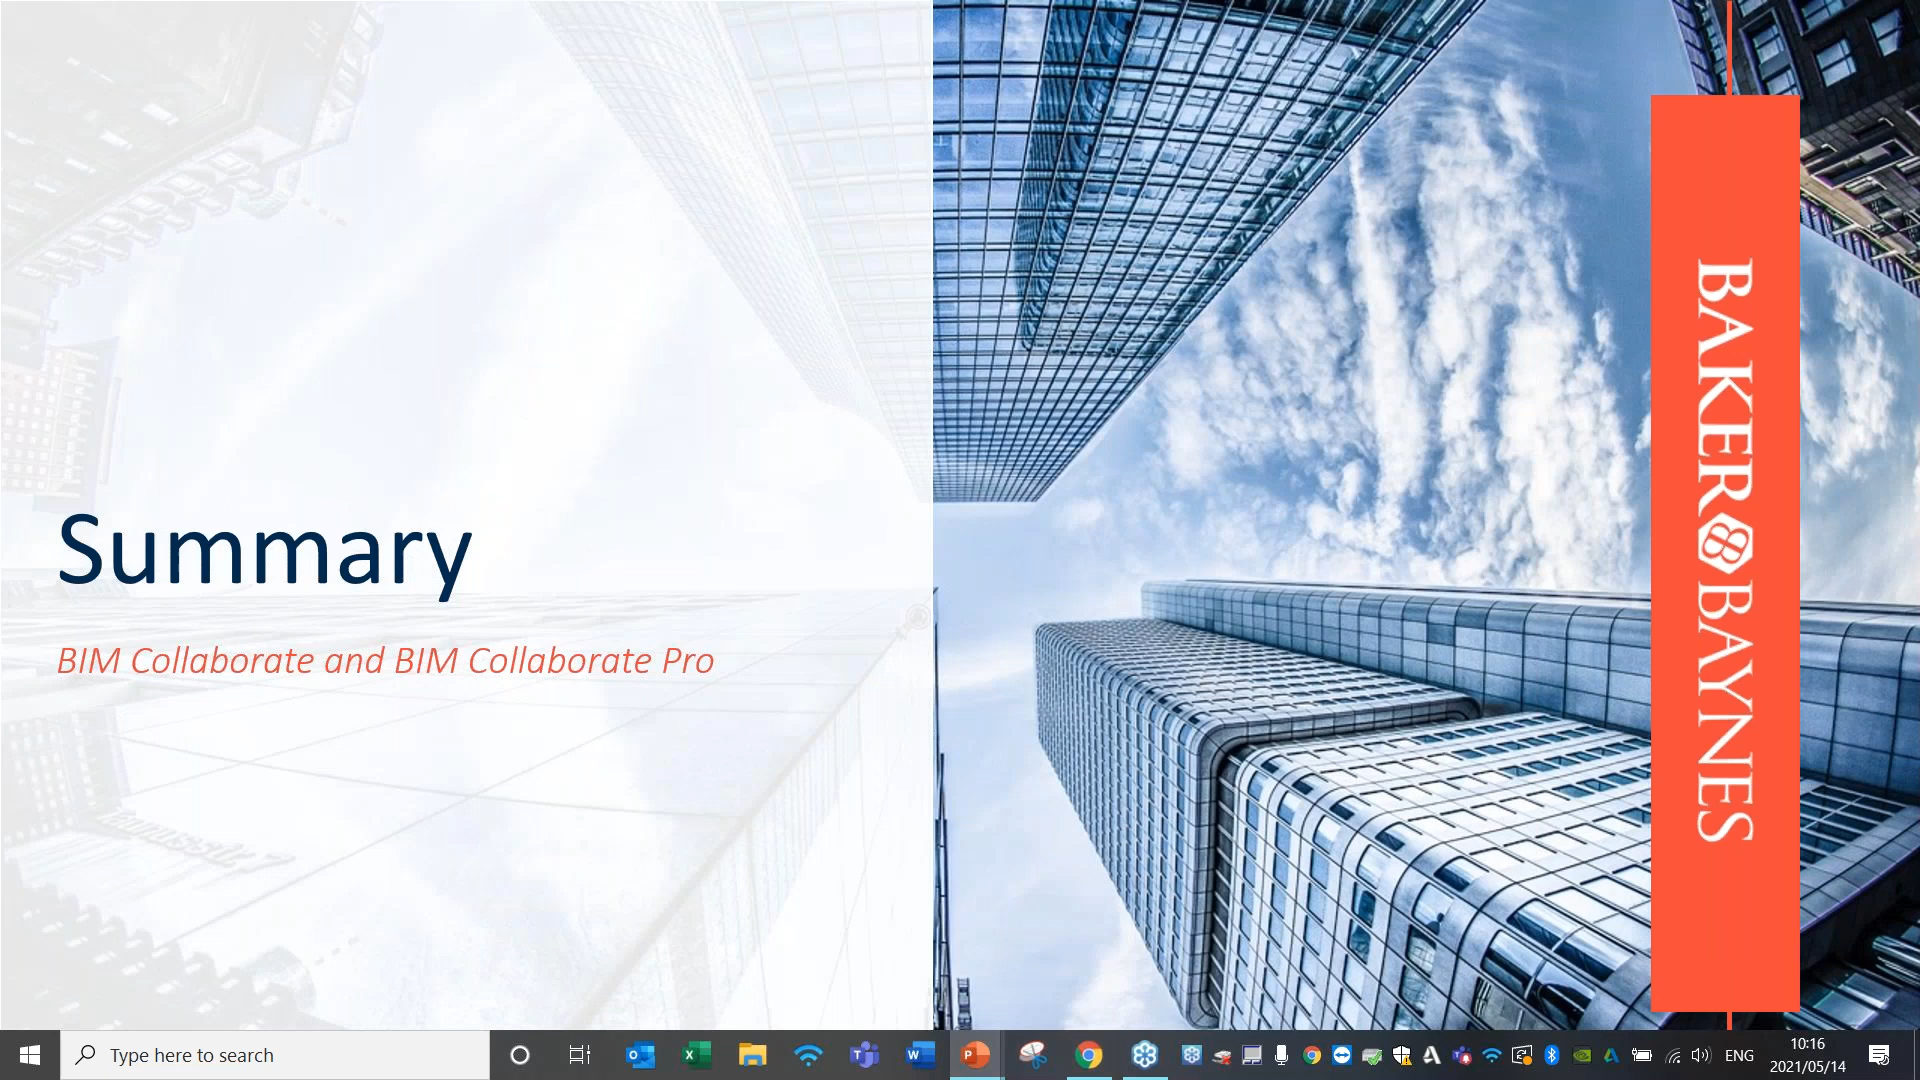 Summary
BIM Collaborate and BIM Collaborate Pro
BAKER BAYNES
Type here to search
ENG
10:16
2021/05/14